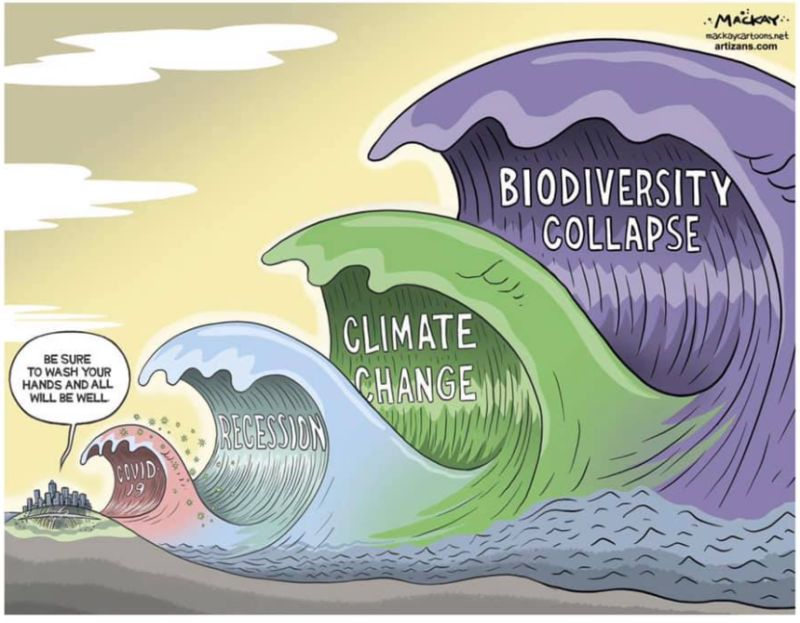 MACKAY
mackaycartoons.net
artizans.com
BIODIVERSITY
COLLAPSE
CLIMATE
CHANGE
RECESSION
COVID
19
BE SURE
TO WASH YOUR
HANDS AND ALL
WILL BE WELL.